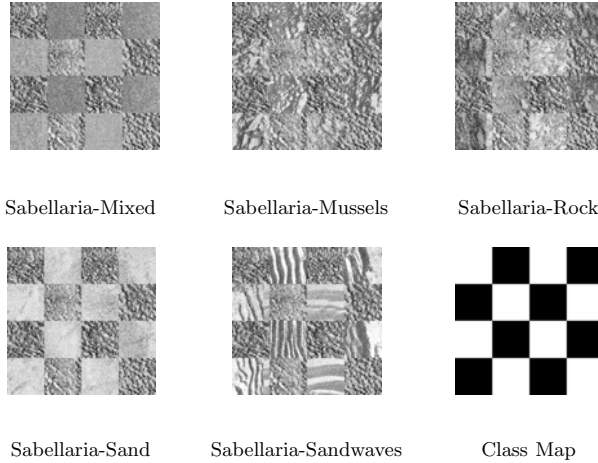 Sabellaria-Mixed
Sabellaria-Mussels
Sabellaria-Rock
Sabellaria-Sand
Sabellaria-Sandwaves
Class Map